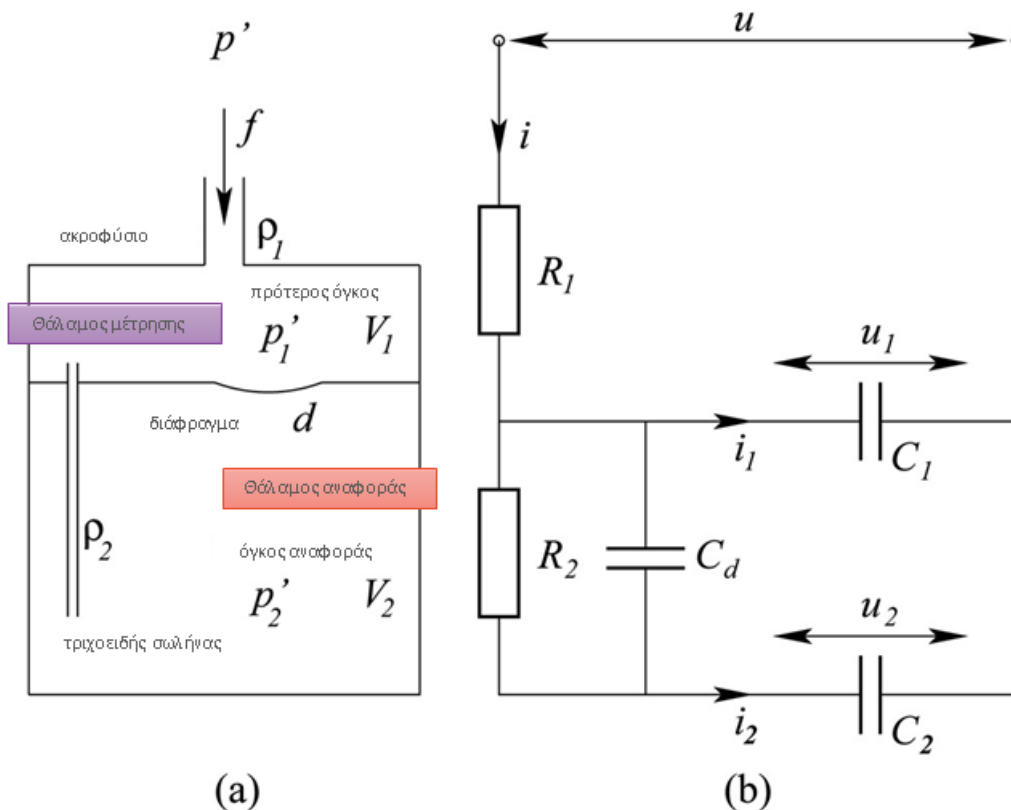 p’
f
ακροφύσιο
ρ1
πρότερος όγκος
Θάλαμος μέτρησης
p1’ V1
διάφραγμα d
Θάλαμος αναφοράς
ρ2
όγκος αναφοράς
p2’ V2
τριχοειδής σωλήνας
(a)
u
i
R1
u1
i1 C1
R2 Cd
u2
i2 C2
(b)